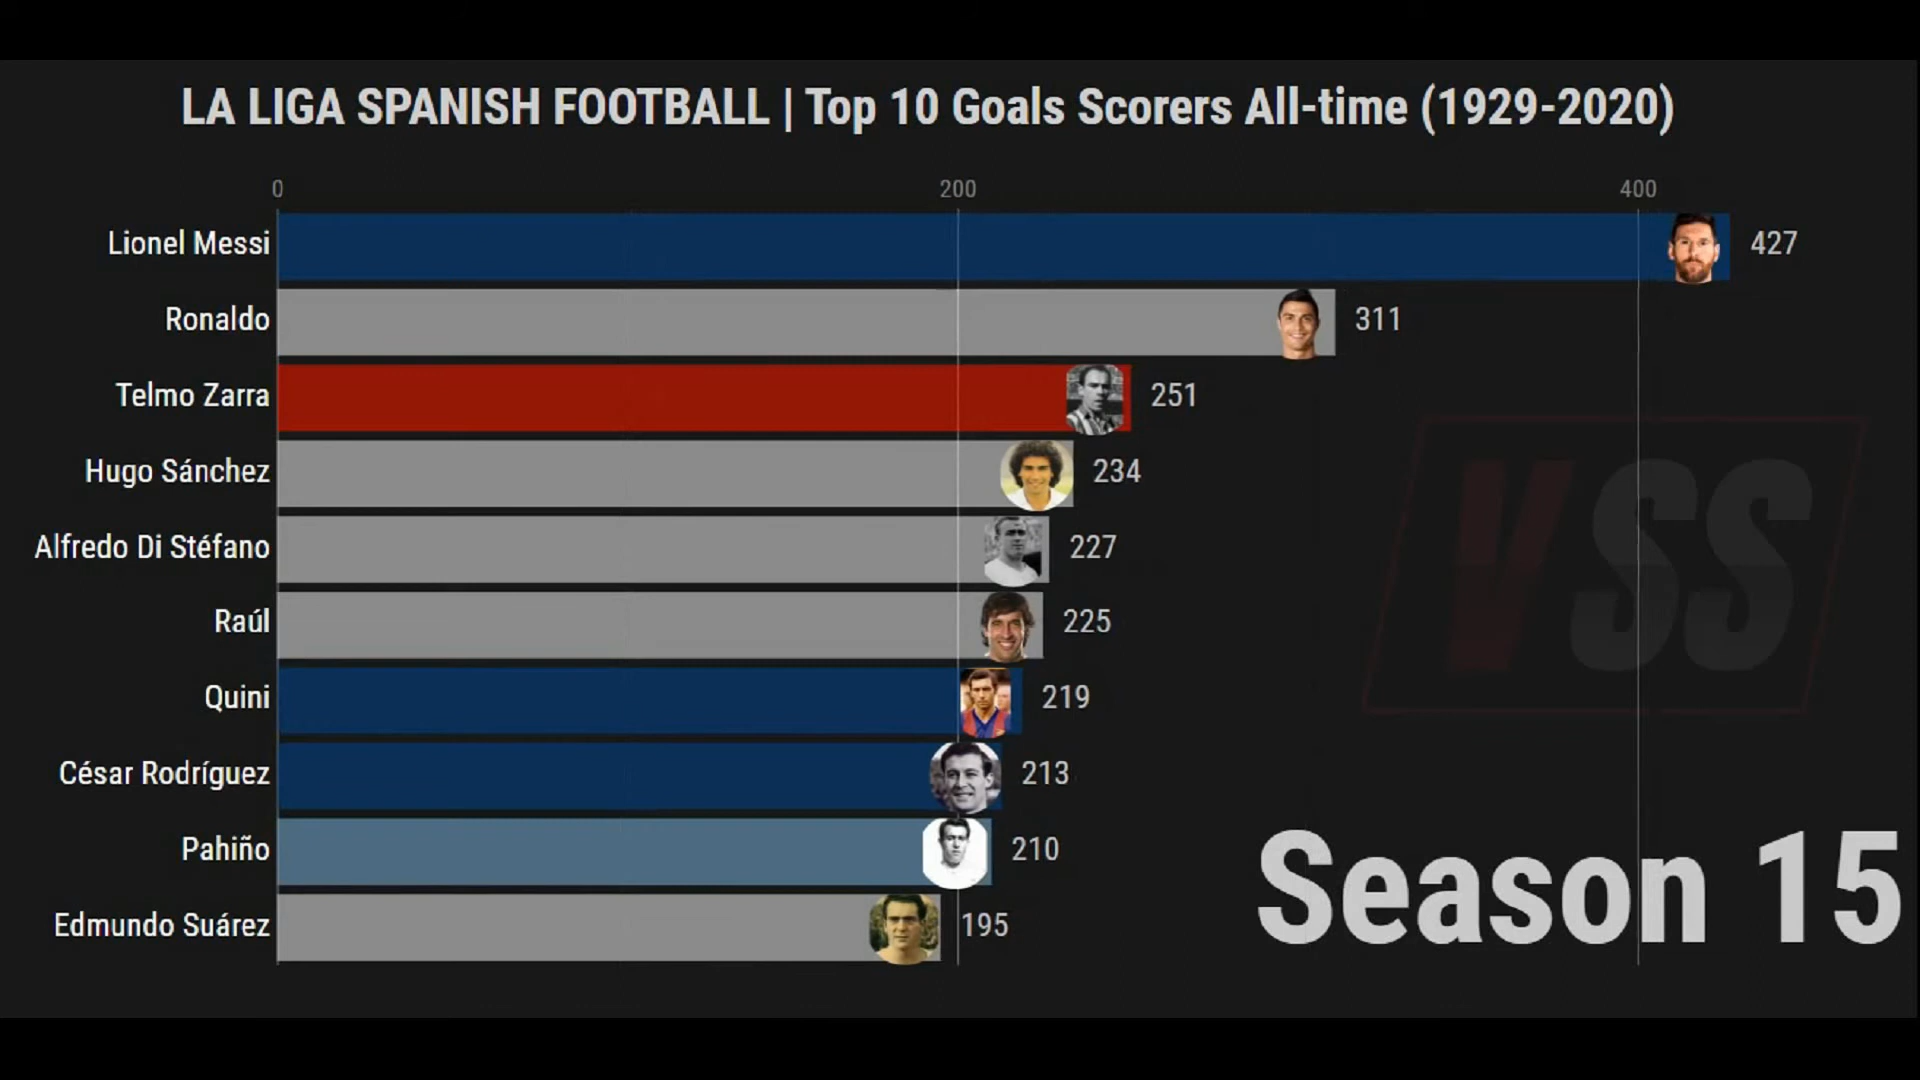 LA LIGA SPANISH FOOTBALL | Top 10 Goals Scorers All-time (1929-2020)
0 200 400
Lionel Messi 427
Ronaldo 311
Telmo Zarra 251
Hugo Sánchez 234
Alfredo Di Stéfano 227
Raúl 225
Quini 219
César Rodríguez 213
Pahiño 210
Edmundo Suárez 195
VSS
Season 15